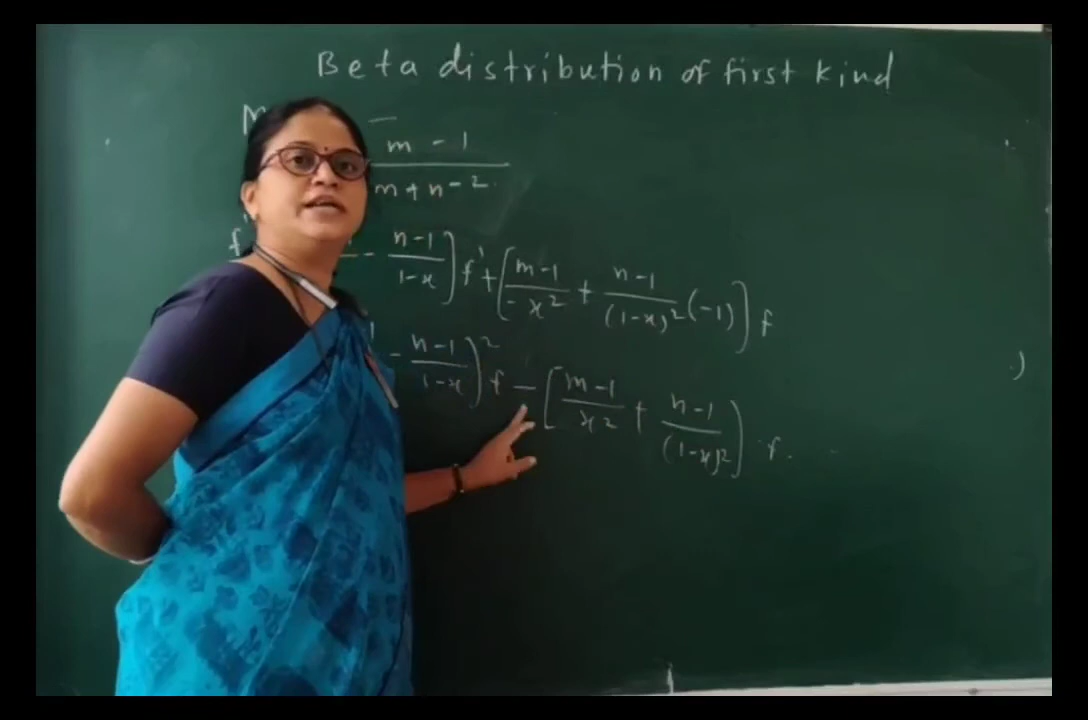 Beta distribution of first kind
M
m - 1
m + n - 2
f' - n-1/1-x) f' + [m-1/-x² + n-1/(1-x)² (-1)] f
- n-1/1-x)² f - [m-1/x² + n-1/(1-x)²] f.